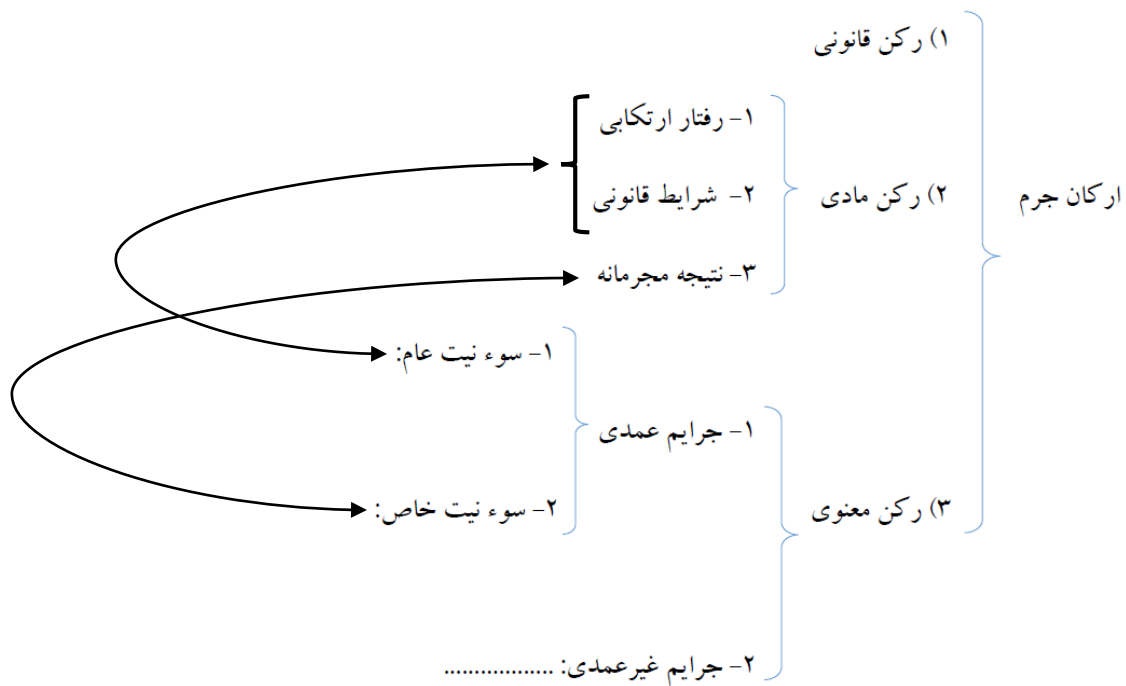 ارکان جرم
۱) رکن قانونی
۲) رکن مادی
۱- رفتار ارتکابی
۲- شرایط قانونی
۳- نتیجه مجرمانه
۳) رکن معنوی
۱- جرایم عمدی
۱- سوء نیت عام:
۲- سوء نیت خاص:
۲- جرایم غیرعمدی: ..................